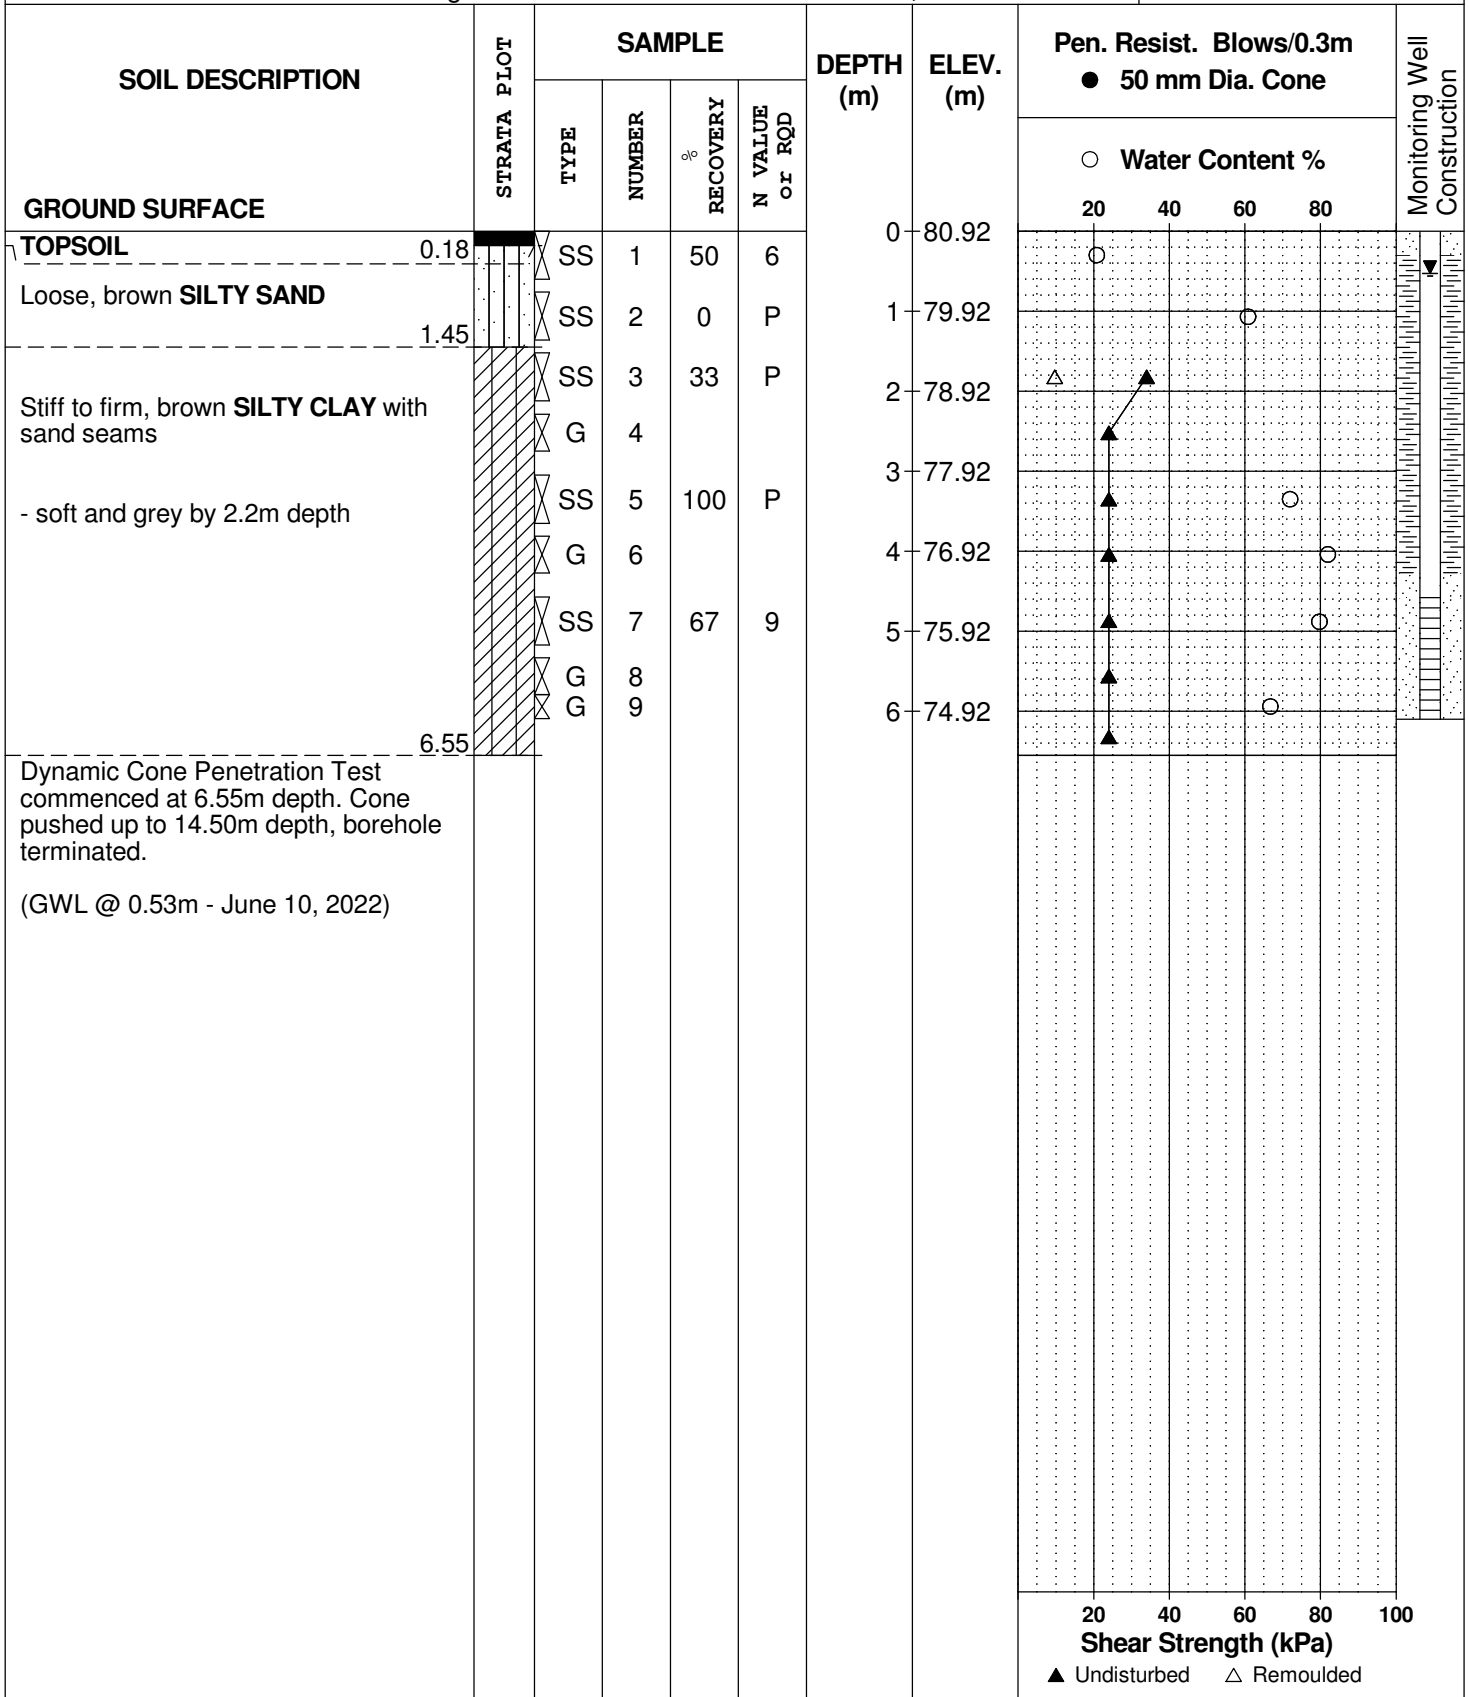 SOIL DESCRIPTION
GROUND SURFACE
STRATA PLOT
SAMPLE
TYPE
NUMBER
% RECOVERY
N VALUE
or RQD
DEPTH
(m)
ELEV.
(m)
Pen. Resist. Blows/0.3m
● 50 mm Dia. Cone
○ Water Content %
20 40 60 80
Monitoring Well
Construction
TOPSOIL 0.18
Loose, brown SILTY SAND
1.45
Stiff to firm, brown SILTY CLAY with
sand seams
- soft and grey by 2.2m depth
6.55
Dynamic Cone Penetration Test
commenced at 6.55m depth. Cone
pushed up to 14.50m depth, borehole
terminated.
(GWL @ 0.53m - June 10, 2022)
SS 1 50 6
SS 2 0 P
SS 3 33 P
G 4
SS 5 100 P
G 6
SS 7 67 9
G 8
G 9
0 80.92
1 79.92
2 78.92
3 77.92
4 76.92
5 75.92
6 74.92
20 40 60 80 100
Shear Strength (kPa)
▲ Undisturbed △ Remoulded